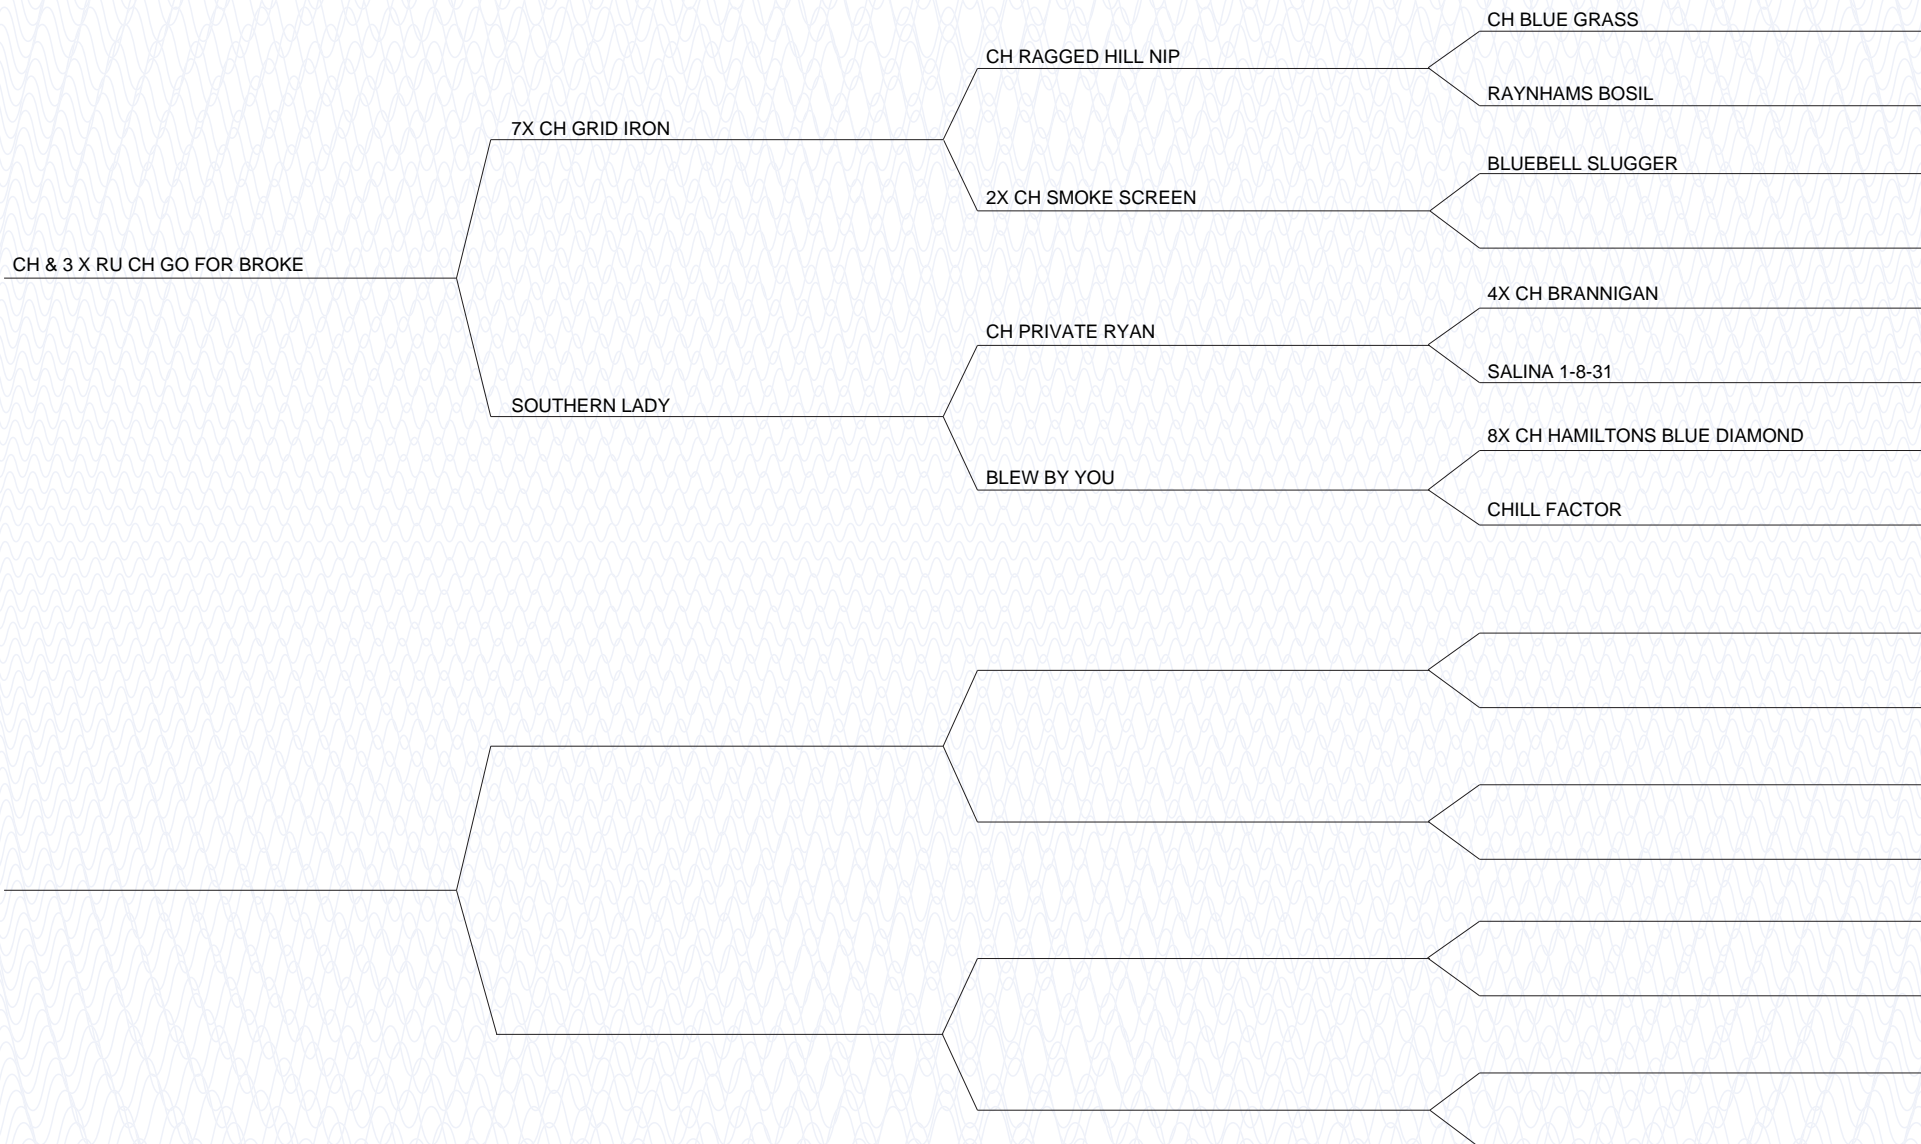 CH BLUE GRASS
CH RAGGED HILL NIP
RAYNHAMS BOSIL
7X CH GRID IRON
BLUEBELL SLUGGER
2X CH SMOKE SCREEN
CH & 3 X RU CH GO FOR BROKE
4X CH BRANNIGAN
CH PRIVATE RYAN
SALINA 1-8-31
SOUTHERN LADY
8X CH HAMILTONS BLUE DIAMOND
BLEW BY YOU
CHILL FACTOR